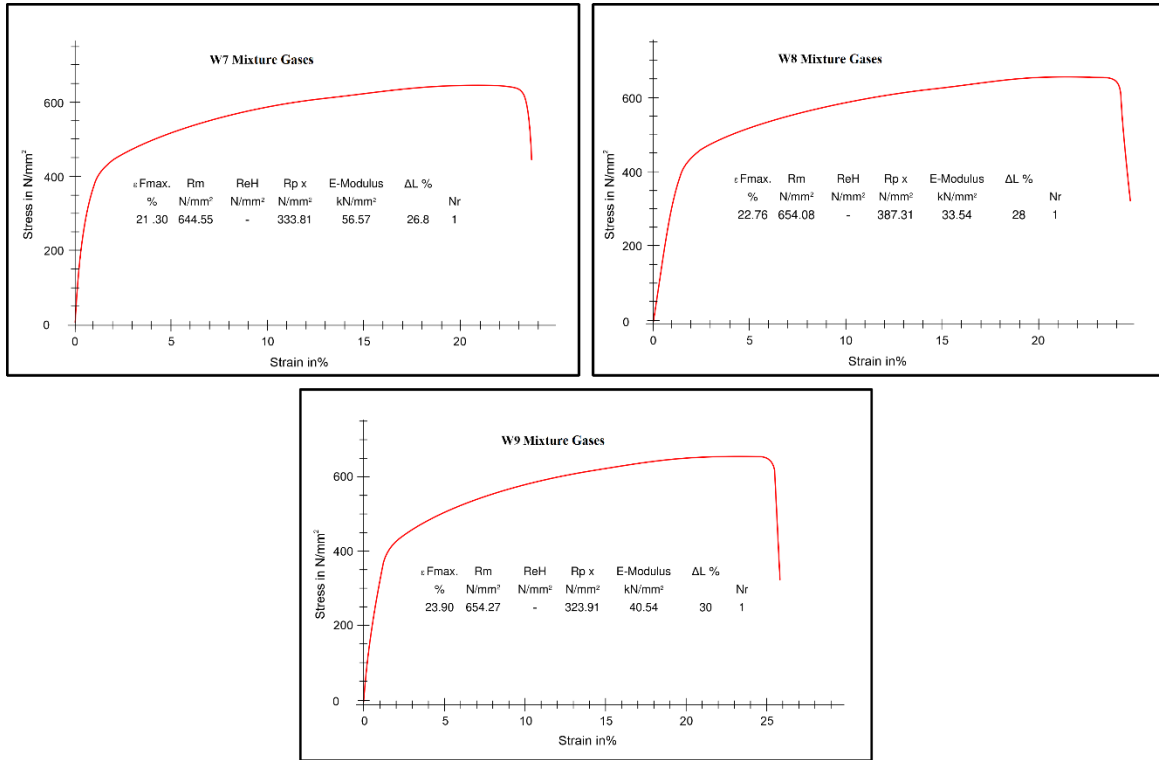 W7 Mixture Gases
Stress in N/mm²
600
400
200
0
ε Fmax. Rm ReH Rp x E-Modulus ΔL %
% N/mm² N/mm² N/mm² kN/mm² Nr
21 .30 644.55 - 333.81 56.57 26.8 1
0 5 10 15 20
Strain in%
W8 Mixture Gases
Stress in N/mm²
600
400
200
0
ε Fmax. Rm ReH Rp x E-Modulus ΔL %
% N/mm² N/mm² N/mm² kN/mm² Nr
22.76 654.08 - 387.31 33.54 28 1
0 5 10 15 20
Strain in%
W9 Mixture Gases
Stress in N/mm²
600
400
200
0
ε Fmax. Rm ReH Rp x E-Modulus ΔL %
% N/mm² N/mm² N/mm² kN/mm² Nr
23.90 654.27 - 323.91 40.54 30 1
0 5 10 15 20 25
Strain in%